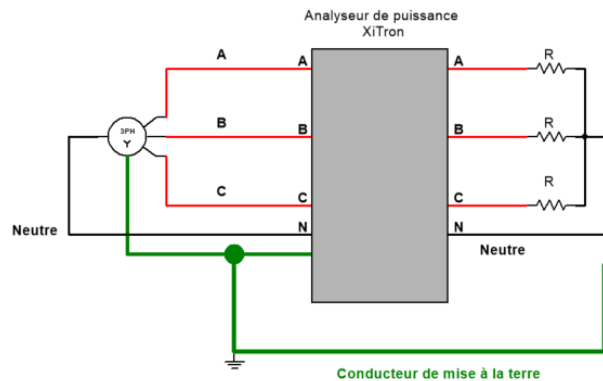 Analyseur de puissance
XiTron
A
A
A
R
3PH
Y
B
B
B
R
C
C
C
R
Neutre
N
N
Neutre
Conducteur de mise à la terre